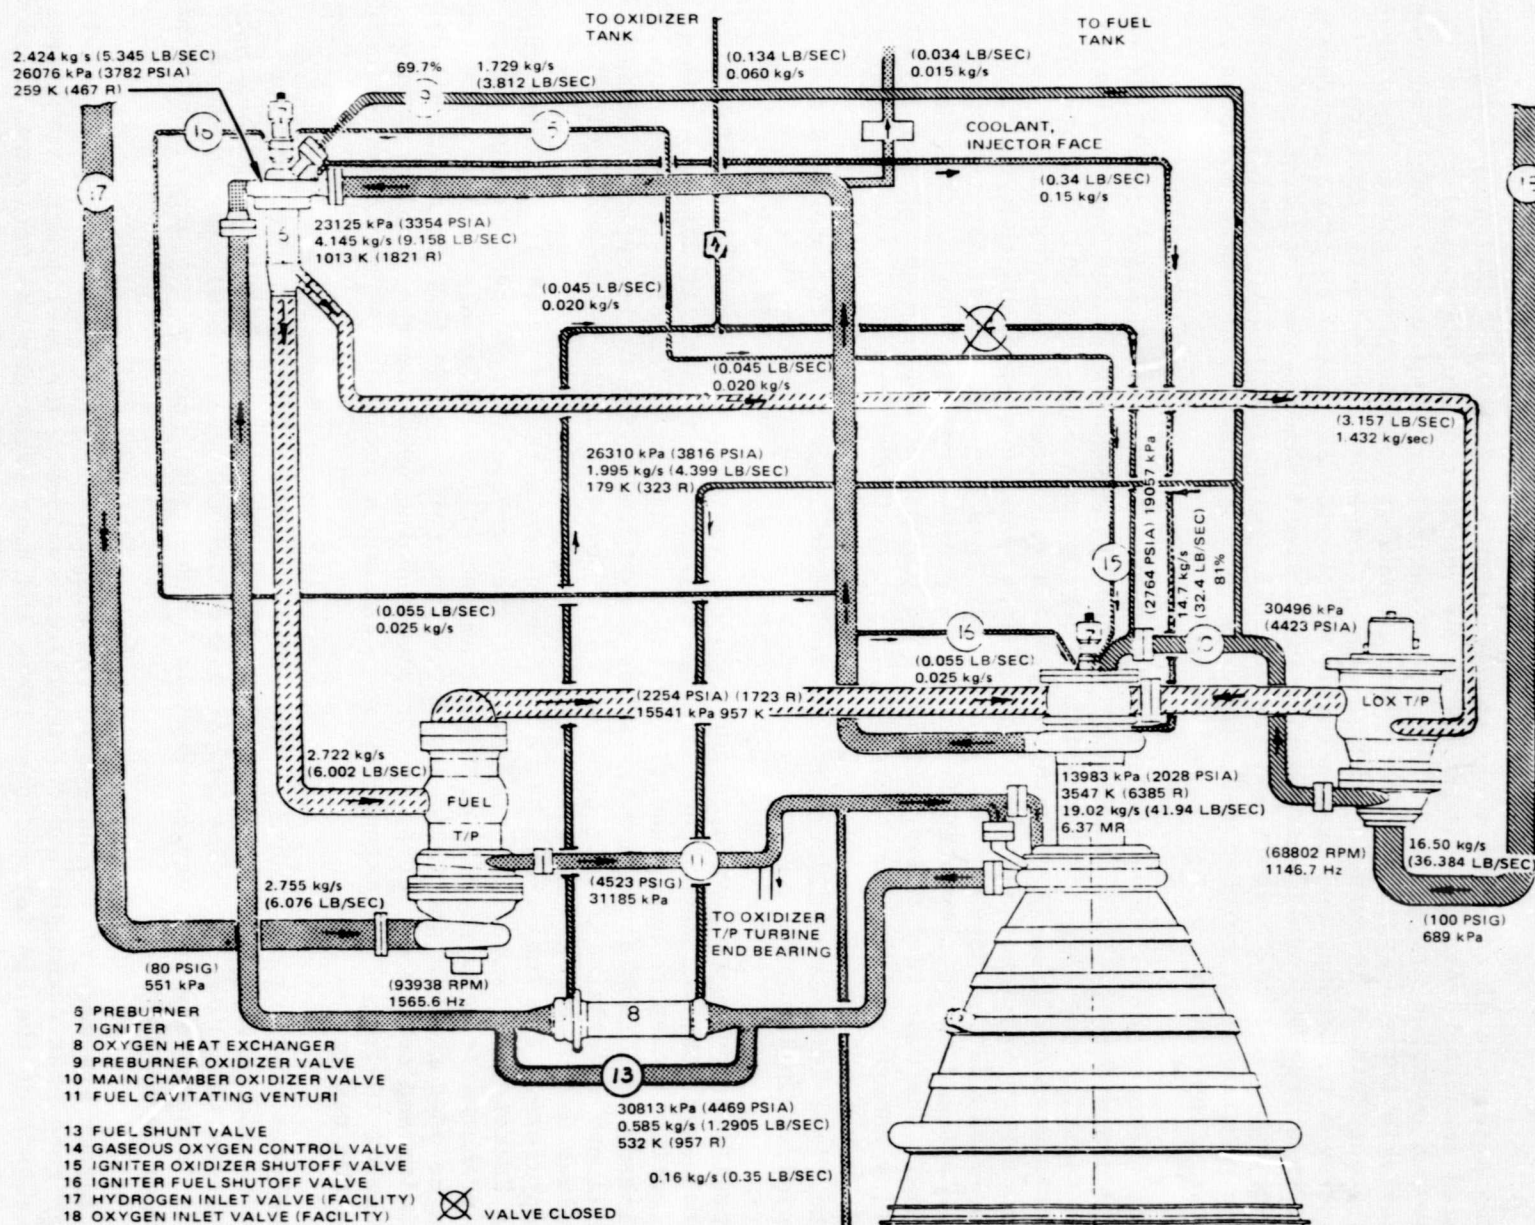 TO OXIDIZER
TANK
TO FUEL
TANK
2.424 kg/s (5.345 LB/SEC)
26076 kPa (3782 PSIA)
259 K (467 R)
69.7%
1.729 kg/s
(3.812 LB/SEC)
(0.134 LB/SEC)
0.060 kg/s
(0.034 LB/SEC)
0.015 kg/s
9
16
COOLANT,
INJECTOR FACE
(0.34 LB/SEC)
0.15 kg/s
17
23125 kPa (3354 PSIA)
4.145 kg/s (9.158 LB/SEC)
1013 K (1821 R)
6
(0.045 LB/SEC)
0.020 kg/s
(0.045 LB/SEC)
0.020 kg/s
(3.157 LB/SEC)
1.432 kg/sec)
26310 kPa (3816 PSIA)
1.995 kg/s (4.399 LB/SEC)
179 K (323 R)
(2764 PSIA) 19057 kPa
14.7 kg/s
(32.4 LB/SEC)
81%
15
(0.055 LB/SEC)
0.025 kg/s
30496 kPa
(4423 PSIA)
16
7
(0.055 LB/SEC)
0.025 kg/s
(2254 PSIA) (1723 R)
15541 kPa 957 K
LOX T/P
2.722 kg/s
(6.002 LB/SEC)
FUEL
T/P
13983 kPa (2028 PSIA)
3547 K (6385 R)
19.02 kg/s (41.94 LB/SEC)
6.37 MR
11
(68802 RPM)
1146.7 Hz
16.50 kg/s
(36.384 LB/SEC)
2.755 kg/s
(6.076 LB/SEC)
(4523 PSIG)
31185 kPa
TO OXIDIZER
T/P TURBINE
END BEARING
(100 PSIG)
689 kPa
(80 PSIG)
551 kPa
(93938 RPM)
1565.6 Hz
8
13
30813 kPa (4469 PSIA)
0.585 kg/s (1.2905 LB/SEC)
532 K (957 R)
0.16 kg/s (0.35 LB/SEC)
6 PREBURNER
7 IGNITER
8 OXYGEN HEAT EXCHANGER
9 PREBURNER OXIDIZER VALVE
10 MAIN CHAMBER OXIDIZER VALVE
11 FUEL CAVITATING VENTURI
13 FUEL SHUNT VALVE
14 GASEOUS OXYGEN CONTROL VALVE
15 IGNITER OXIDIZER SHUTOFF VALVE
16 IGNITER FUEL SHUTOFF VALVE
17 HYDROGEN INLET VALVE (FACILITY)
18 OXYGEN INLET VALVE (FACILITY)
VALVE CLOSED